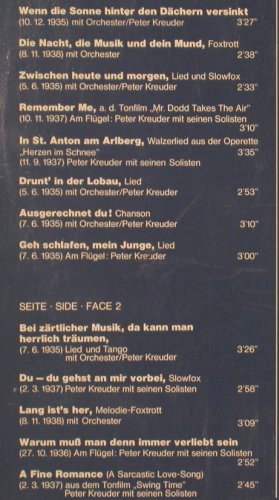 Wenn die Sonne hinter den Dächern versinkt
(10. 12. 1935) mit Orchester/Peter Kreuder 3'27"
Die Nacht, die Musik und dein Mund, Foxtrott
(8. 11. 1938) mit Orchester 2'38"
Zwischen heute und morgen, Lied und Slowfox
(5. 6. 1935) mit Orchester/Peter Kreuder 2'33"
Remember Me, a. d. Tonfilm „Mr. Dodd Takes The Air"
(10. 11. 1937) Am Flügel: Peter Kreuder mit seinen Solisten
3'10"
In St. Anton am Arlberg, Walzerlied aus der Operette
„Herzen im Schnee" 3'35"
(11. 9. 1937) Peter Kreuder mit seinen Solisten
Drunt' in der Lobau, Lied
(5. 6. 1935) mit Orchester/Peter Kreuder 2'53"
Ausgerechnet du! Chanson
(7. 6. 1935) mit Orchester/Peter Kreuder 3'10"
Geh schlafen, mein Junge, Lied
(7. 6. 1935) Am Flügel: Peter Kreuder 3'00"
SEITE · SIDE · FACE 2
Bei zärtlicher Musik, da kann man
herrlich träumen,
(7. 6. 1935) Lied und Tango 3'26"
mit Orchester/Peter Kreuder
Du – du gehst an mir vorbei, Slowfox
(2. 3. 1937) Peter Kreuder mit seinen Solisten 2'58"
Lang ist's her, Melodie-Foxtrott
(8. 11. 1938) mit Orchester 3'09"
Warum muß man denn immer verliebt sein
(27. 10. 1936) Am Flügel: Peter Kreuder mit seinen Solisten
2'52"
A Fine Romance (A Sarcastic Love-Song)
(2. 3. 1937) aus dem Tonfilm „Swing Time" 2'45"
Peter Kreuder mit seinen Solisten